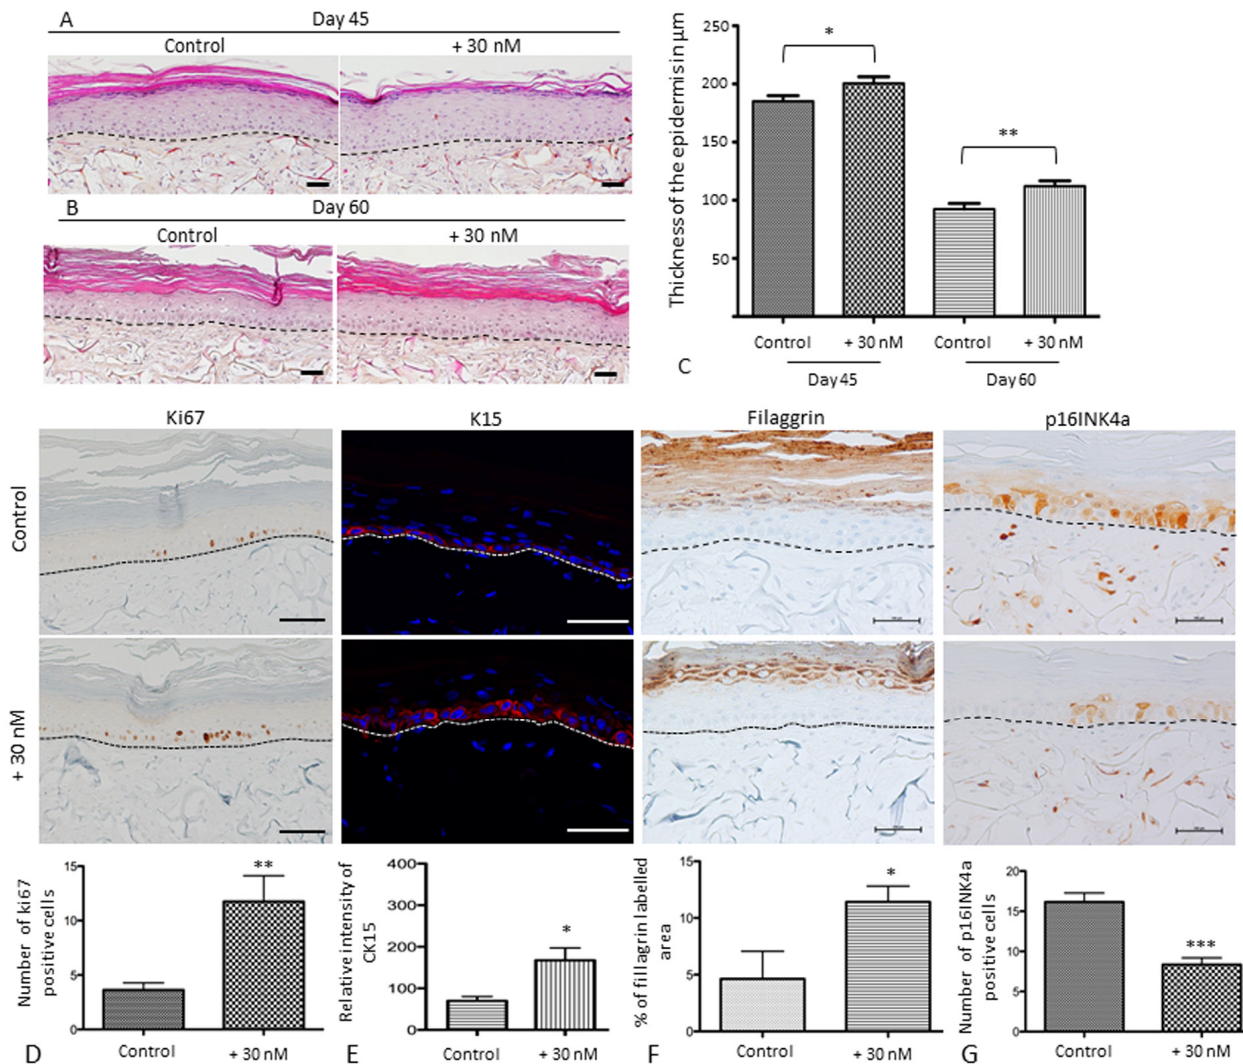 A
Day 45
Control
+ 30 nM
B
Day 60
Control
+ 30 nM
Thickness of the epidermis in µm
250
200
150
100
50
*
**
Control
+ 30 nM
Control
+ 30 nM
Day 45
Day 60
C
Ki67
K15
Filaggrin
p16INK4a
Control
+ 30 nM
Number of ki67
positive cells
15
10
5
0
**
Control
+ 30 nM
D
Relative intensity of
CK15
400
300
200
100
0
*
Control
+ 30 nM
E
% of fillagrin labelled
area
15
10
5
0
*
Control
+ 30 nM
F
Number of p16INK4a
positive cells
20
15
10
5
0
***
Control
+ 30 nM
G